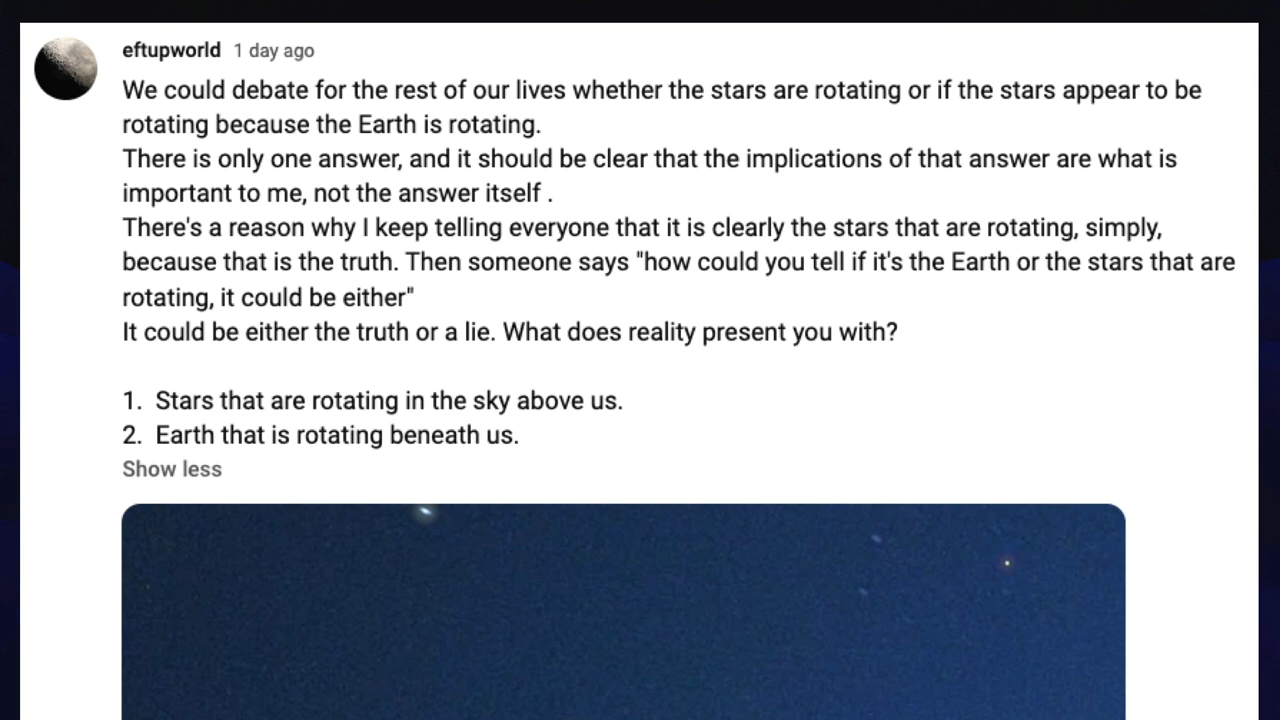 eftupworld 1 day ago
We could debate for the rest of our lives whether the stars are rotating or if the stars appear to be
rotating because the Earth is rotating.
There is only one answer, and it should be clear that the implications of that answer are what is
important to me, not the answer itself .
There's a reason why I keep telling everyone that it is clearly the stars that are rotating, simply,
because that is the truth. Then someone says "how could you tell if it's the Earth or the stars that are
rotating, it could be either"
It could be either the truth or a lie. What does reality present you with?
1. Stars that are rotating in the sky above us.
2. Earth that is rotating beneath us.
Show less